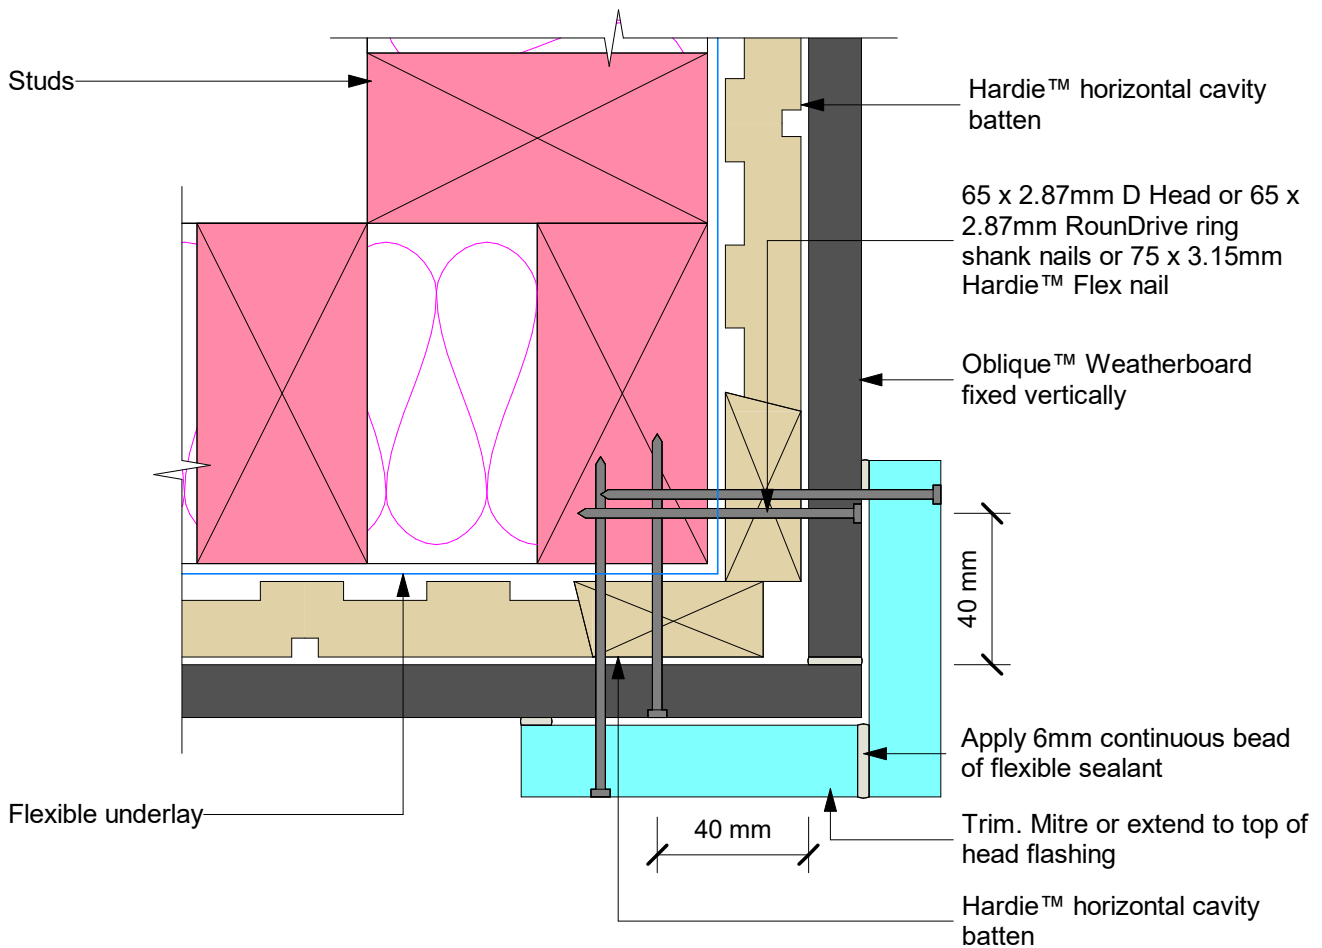 Studs
Hardie™ horizontal cavity
batten
65 x 2.87mm D Head or 65 x
2.87mm RounDrive ring
shank nails or 75 x 3.15mm
Hardie™ Flex nail
Oblique™ Weatherboard
fixed vertically
40 mm
Apply 6mm continuous bead
of flexible sealant
Flexible underlay
40 mm
Trim. Mitre or extend to top of
head flashing
Hardie™ horizontal cavity
batten